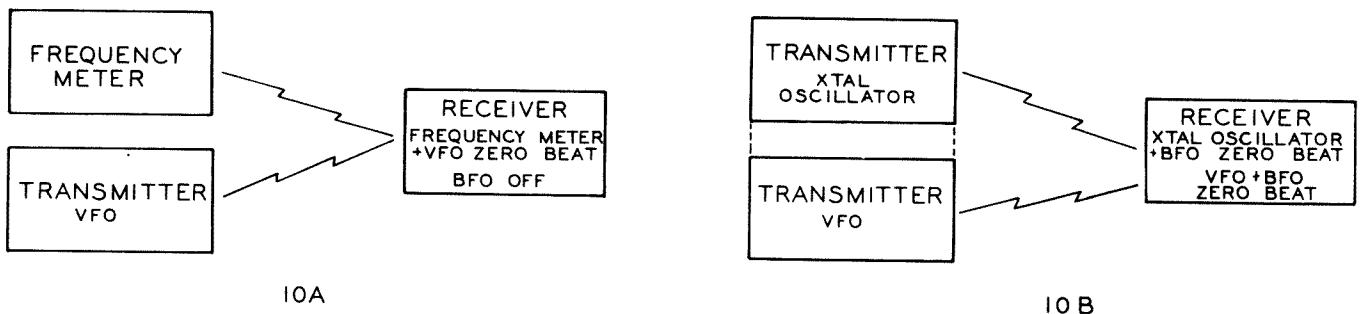 FREQUENCY
METER
TRANSMITTER
VFO
RECEIVER
FREQUENCY METER
+VFO ZERO BEAT
BFO OFF
10A
TRANSMITTER
XTAL
OSCILLATOR
TRANSMITTER
VFO
RECEIVER
XTAL OSCILLATOR
+BFO ZERO BEAT
VFO+BFO
ZERO BEAT
10B